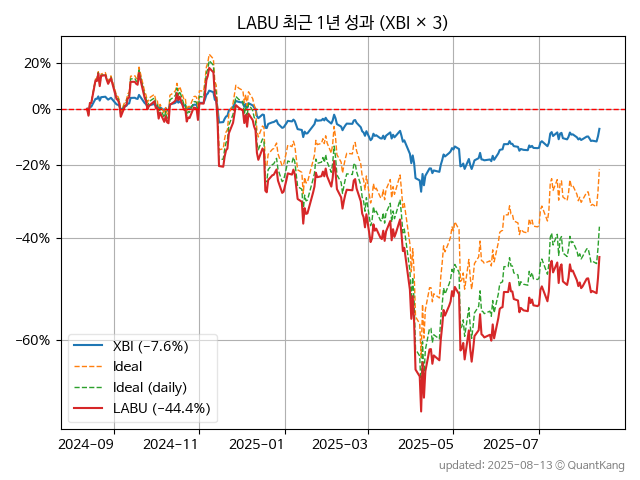 LABU 최근 1년 성과 (XBI × 3)
20%
0%
−20%
−40%
−60%
XBI (−7.6%)
Ideal
Ideal (daily)
LABU (−44.4%)
2024-09 2024-11 2025-01 2025-03 2025-05 2025-07
updated: 2025-08-13 ⓒ QuantKang